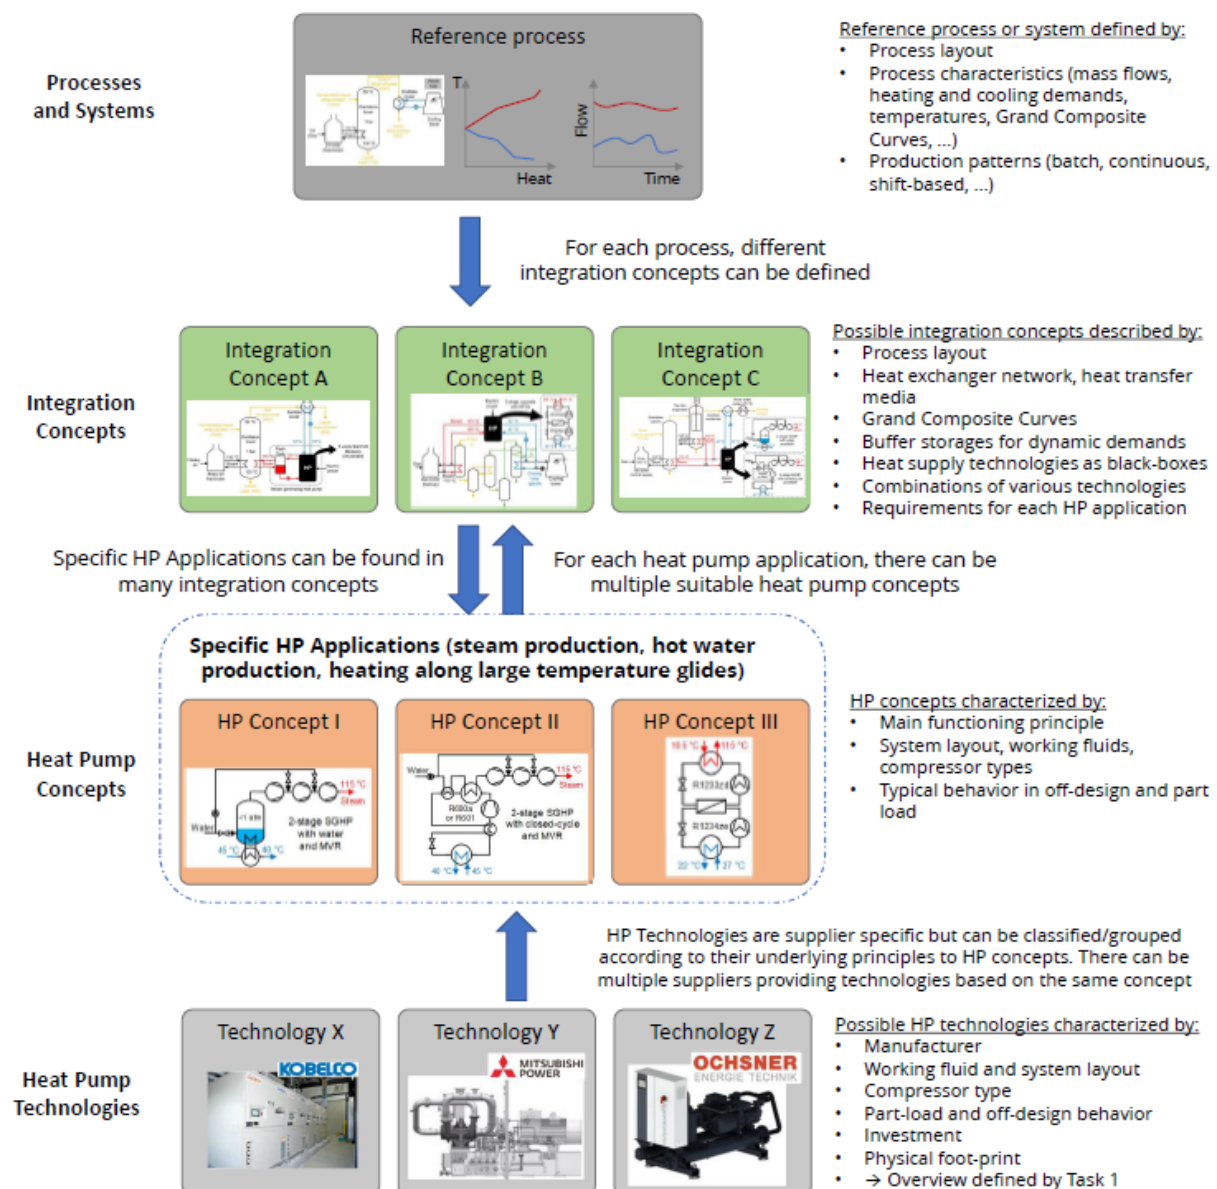 Reference process
T
Heat
Flow
Time
Processes
and Systems
Reference process or system defined by:
• Process layout
• Process characteristics (mass flows,
heating and cooling demands,
temperatures, Grand Composite
Curves, ...)
• Production patterns (batch, continuous,
shift-based, ...)
For each process, different
integration concepts can be defined
Integration
Concepts
Integration
Concept A
HP
Integration
Concept B
HP
Integration
Concept C
HP
Possible integration concepts described by:
• Process layout
• Heat exchanger network, heat transfer
media
• Grand Composite Curves
• Buffer storages for dynamic demands
• Heat supply technologies as black-boxes
• Combinations of various technologies
• Requirements for each HP application
Specific HP Applications can be found in
many integration concepts
For each heat pump application, there can be
multiple suitable heat pump concepts
Specific HP Applications (steam production, hot water
production, heating along large temperature glides)
Heat Pump
Concepts
HP Concept I
115 °C
Steam
<1 atm
Water
2-stage SGHP
with water
and MVR
45 °C
40 °C
HP Concept II
Water
115 °C
Steam
R600a
or R601
2-stage SGHP
with closed-cycle
and MVR
40 °C
45 °C
HP Concept III
115 °C
R1233zd
R1234ze
22 °C
27 °C
HP concepts characterized by:
• Main functioning principle
• System layout, working fluids,
compressor types
• Typical behavior in off-design and part
load
HP Technologies are supplier specific but can be classified/grouped
according to their underlying principles to HP concepts. There can be
multiple suppliers providing technologies based on the same concept
Heat Pump
Technologies
Technology X
KOBELCO
Technology Y
MITSUBISHI
POWER
Technology Z
OCHSNER
ENERGIE TECHNIK
Possible HP technologies characterized by:
• Manufacturer
• Working fluid and system layout
• Compressor type
• Part-load and off-design behavior
• Investment
• Physical foot-print
• → Overview defined by Task 1